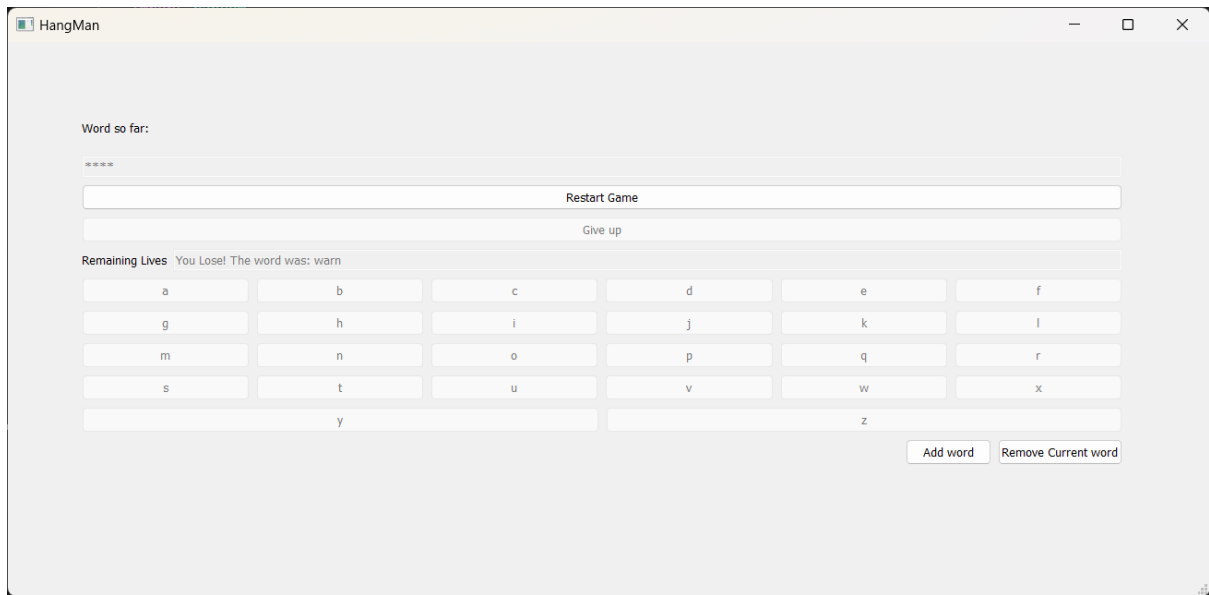 HangMan
Word so far:
****
Restart Game
Give up
Remaining Lives You Lose! The word was: warn
a b c d e f
g h i j k l
m n o p q r
s t u v w x
y z
Add word Remove Current word